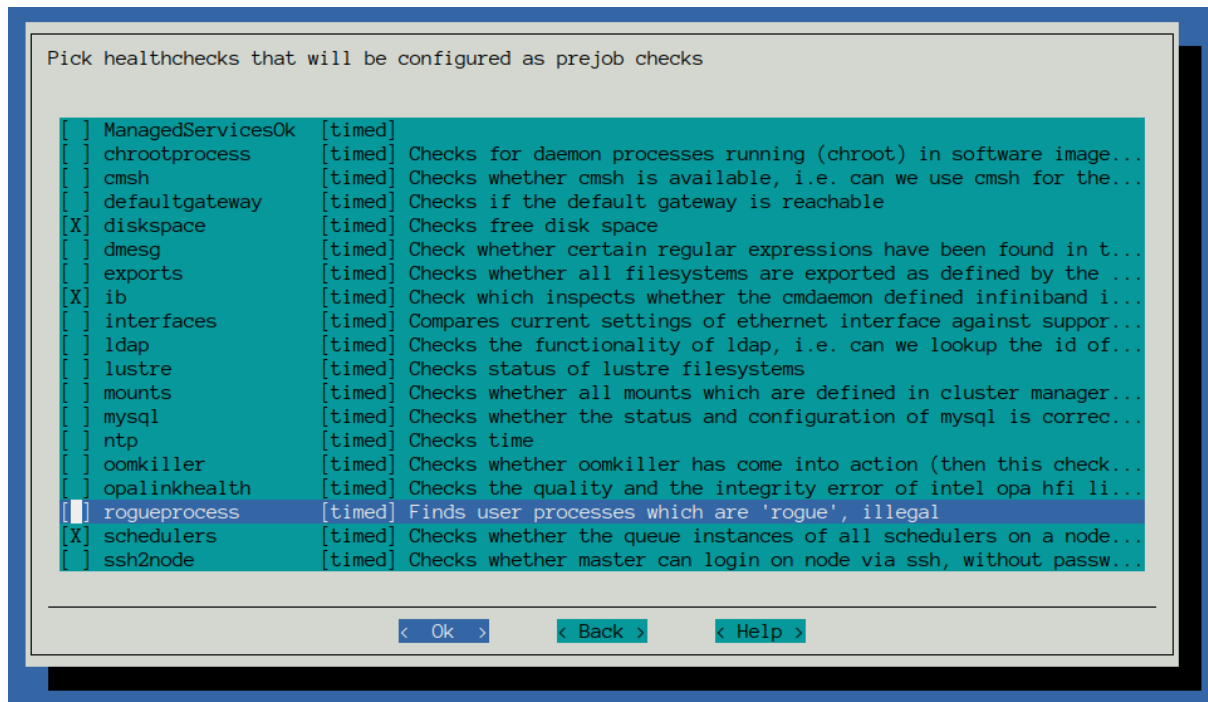 Pick healthchecks that will be configured as prejob checks
[ ] ManagedServicesOk [timed]
[ ] chrootprocess [timed] Checks for daemon processes running (chroot) in software image...
[ ] cmsh [timed] Checks whether cmsh is available, i.e. can we use cmsh for the...
[ ] defaultgateway [timed] Checks if the default gateway is reachable
[X] diskspace [timed] Checks free disk space
[ ] dmesg [timed] Check whether certain regular expressions have been found in t...
[ ] exports [timed] Checks whether all filesystems are exported as defined by the ...
[X] ib [timed] Check which inspects whether the cmdaemon defined infiniband i...
[ ] interfaces [timed] Compares current settings of ethernet interface against suppor...
[ ] ldap [timed] Checks the functionality of ldap, i.e. can we lookup the id of...
[ ] lustre [timed] Checks status of lustre filesystems
[ ] mounts [timed] Checks whether all mounts which are defined in cluster manager...
[ ] mysql [timed] Checks whether the status and configuration of mysql is correc...
[ ] ntp [timed] Checks time
[ ] oomkiller [timed] Checks whether oomkiller has come into action (then this check...
[ ] opalinkhealth [timed] Checks the quality and the integrity error of intel opa hfi li...
[ ] rogueprocess [timed] Finds user processes which are 'rogue', illegal
[X] schedulers [timed] Checks whether the queue instances of all schedulers on a node...
[ ] ssh2node [timed] Checks whether master can login on node via ssh, without passw...
< Ok > < Back > < Help >